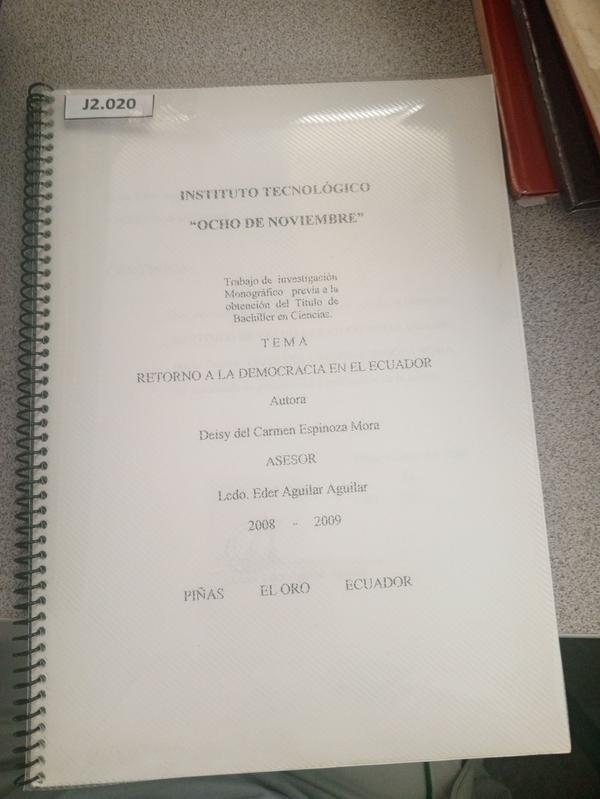 J2.020
INSTITUTO TECNOLÓGICO
“OCHO DE NOVIEMBRE”
Trabajo de investigación
Monográfico previa a la
obtención del Titulo de
Bachiller en Ciencias.
T E M A
RETORNO A LA DEMOCRACIA EN EL ECUADOR
Autora
Deisy del Carmen Espinoza Mora
ASESOR
Lcdo. Eder Aguilar Aguilar
2008 - 2009
PIÑAS EL ORO ECUADOR